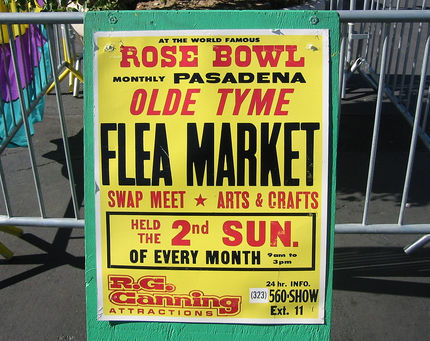 AT THE WORLD FAMOUS
ROSE BOWL
MONTHLY PASADENA
OLDE TYME
FLEA MARKET
SWAP MEET ★ ARTS & CRAFTS
HELD THE 2nd SUN.
OF EVERY MONTH 9am to 3pm
R.G. Canning
ATTRACTIONS
24 hr. INFO.
(323) 560-SHOW
Ext. 11